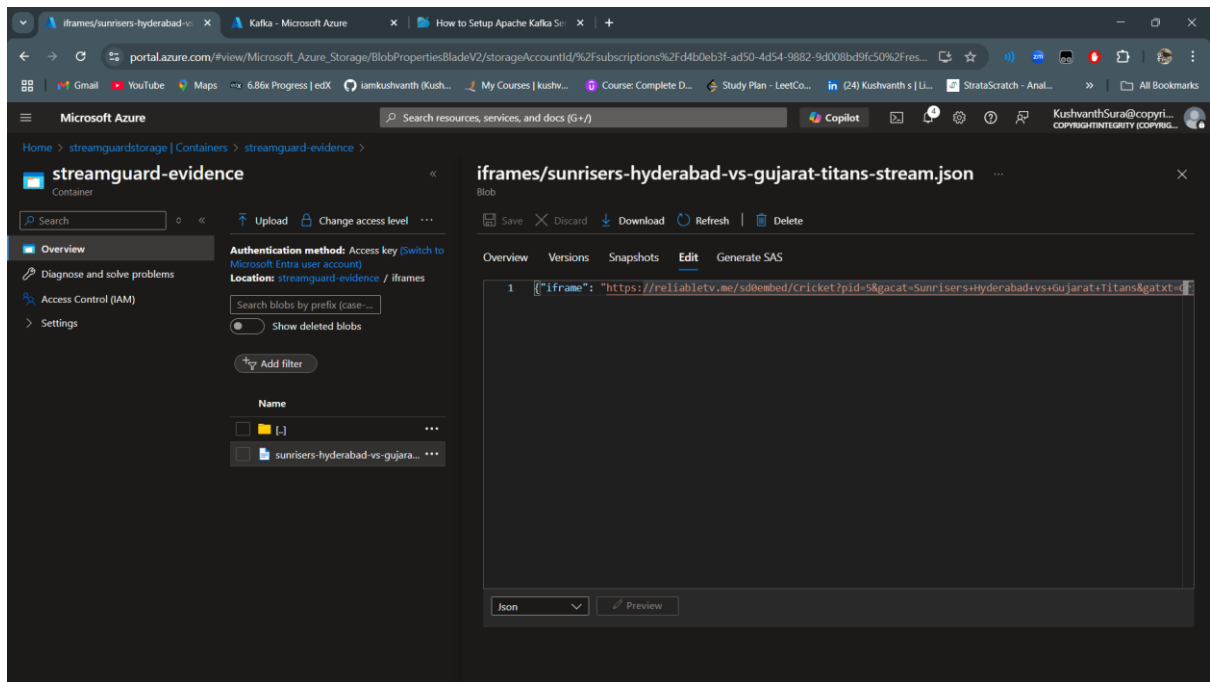 iframes/sunrisers-hyderabad-vs
Kafka - Microsoft Azure
How to Setup Apache Kafka Ser
portal.azure.com/#view/Microsoft_Azure_Storage/BlobPropertiesBladeV2/storageAccountId/%2Fsubscriptions%2Fd4b0eb3f-ad50-4d54-9882-9d008bd9fc50%2Fres...
Gmail YouTube Maps 6.86x Progress | edX iamkushvanth (Kush... My Courses | kushv... Course: Complete D... Study Plan - LeetCo... (24) Kushvanth s | Li... StrataScratch - Anal... All Bookmarks
Microsoft Azure
Search resources, services, and docs (G+/)
Copilot
KushvanthSura@copyri...
COPYRIGHTINTEGRITY (COPYRIG...
Home > streamguardstorage | Containers > streamguard-evidence >
streamguard-evidence
Container
Search
Overview
Diagnose and solve problems
Access Control (IAM)
Settings
Upload Change access level
Authentication method: Access key (Switch to
Microsoft Entra user account)
Location: streamguard-evidence / iframes
Search blobs by prefix (case-...
Show deleted blobs
Add filter
Name
[..]
sunrisers-hyderabad-vs-gujara...
iframes/sunrisers-hyderabad-vs-gujarat-titans-stream.json
Blob
Save Discard Download Refresh Delete
Overview Versions Snapshots Edit Generate SAS
1 {"iframe": "https://reliabletv.me/sd0embed/Cricket?pid=5&gacat=Sunrisers+Hyderabad+vs+Gujarat+Titans&gatxt=
Json
Preview